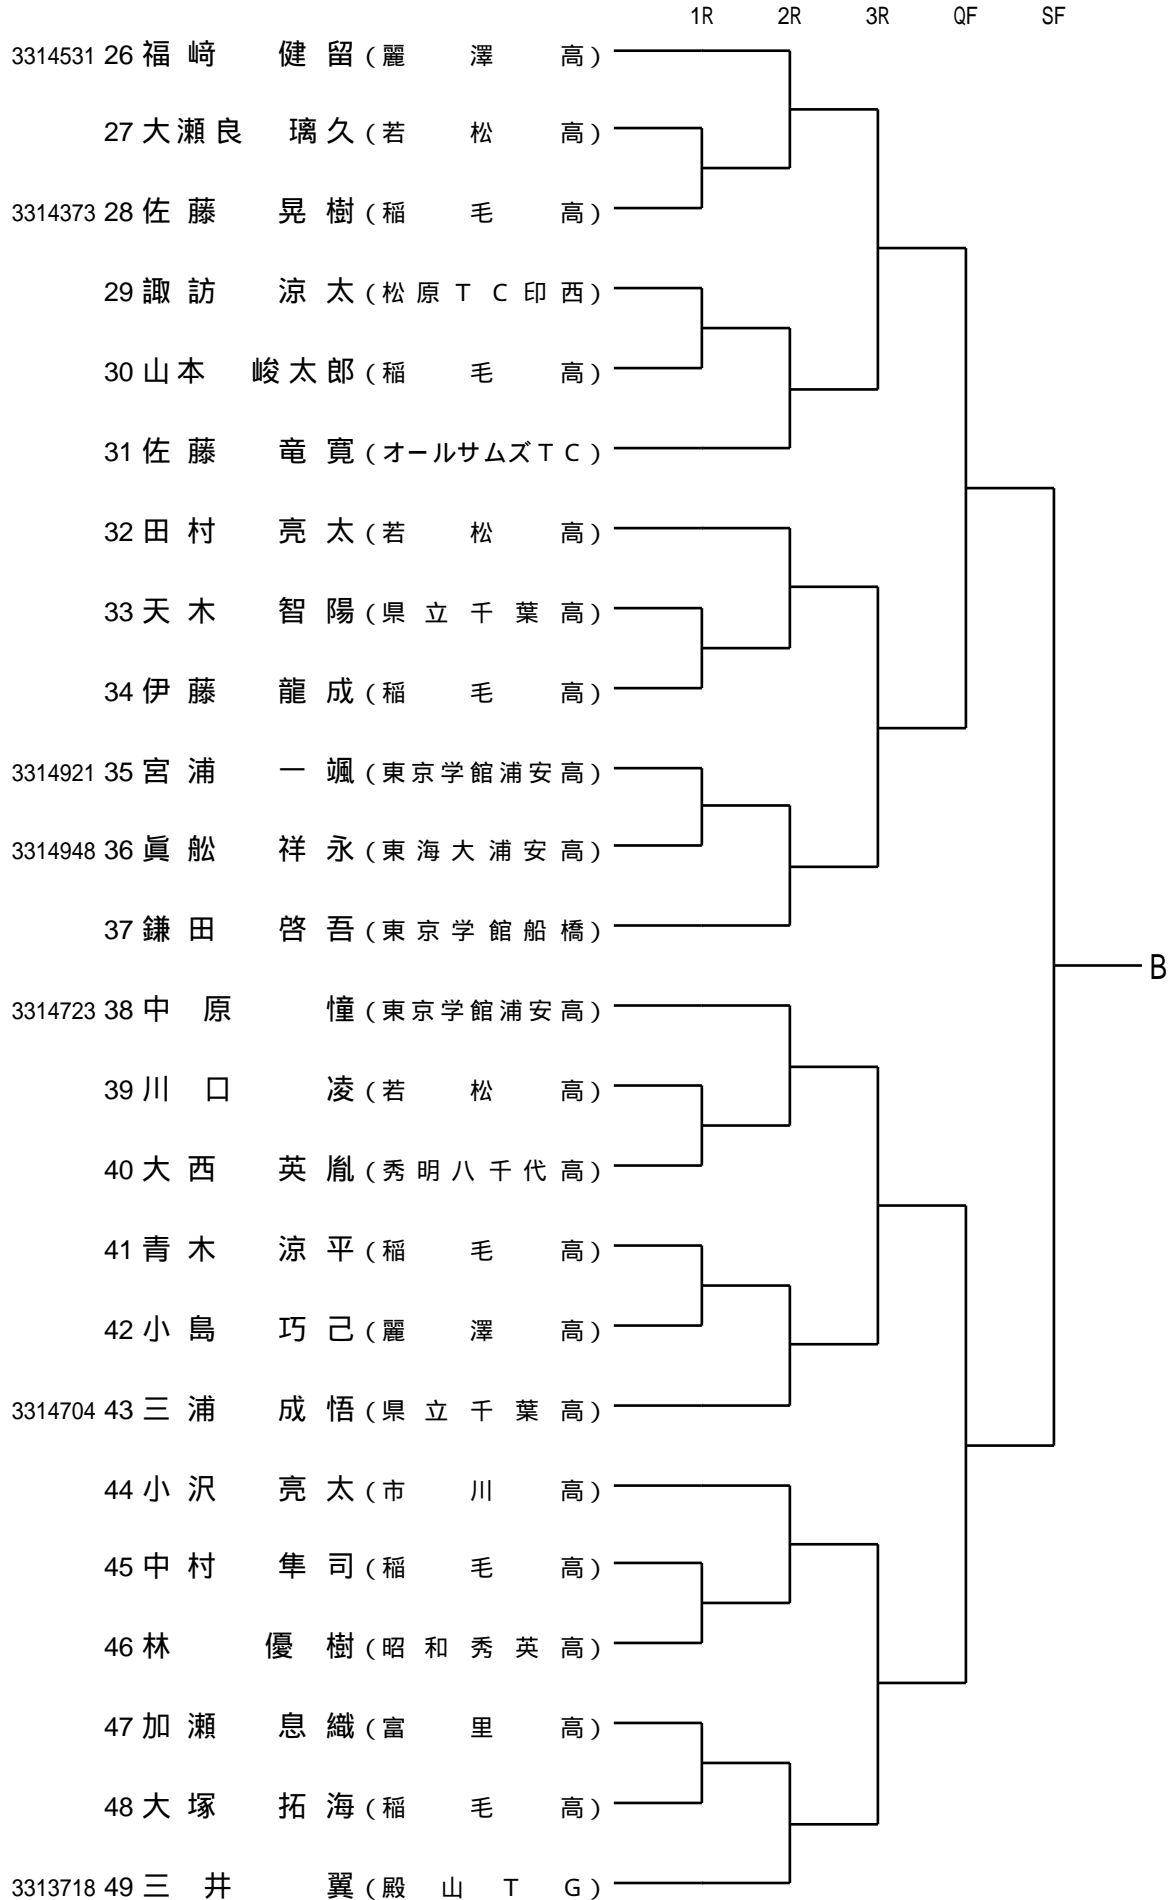 1R 2R 3R QF SF
3314531 26 福﨑 健留(麗澤高)
27 大瀬良 璃久(若松高)
3314373 28 佐藤 晃樹(稲毛高)
29 諏訪 涼太(松原TC印西)
30 山本 峻太郎(稲毛高)
31 佐藤 竜寛(オールサムズTC)
32 田村 亮太(若松高)
33 天木 智陽(県立千葉高)
34 伊藤 龍成(稲毛高)
3314921 35 宮浦 一颯(東京学館浦安高)
3314948 36 眞舩 祥永(東海大浦安高)
37 鎌田 啓吾(東京学館船橋)
B
3314723 38 中原 憧(東京学館浦安高)
39 川口 凌(若松高)
40 大西 英胤(秀明八千代高)
41 青木 涼平(稲毛高)
42 小島 巧己(麗澤高)
3314704 43 三浦 成悟(県立千葉高)
44 小沢 亮太(市川高)
45 中村 隼司(稲毛高)
46 林 優樹(昭和秀英高)
47 加瀬 息織(富里高)
48 大塚 拓海(稲毛高)
3313718 49 三井 翼(殿山TG)